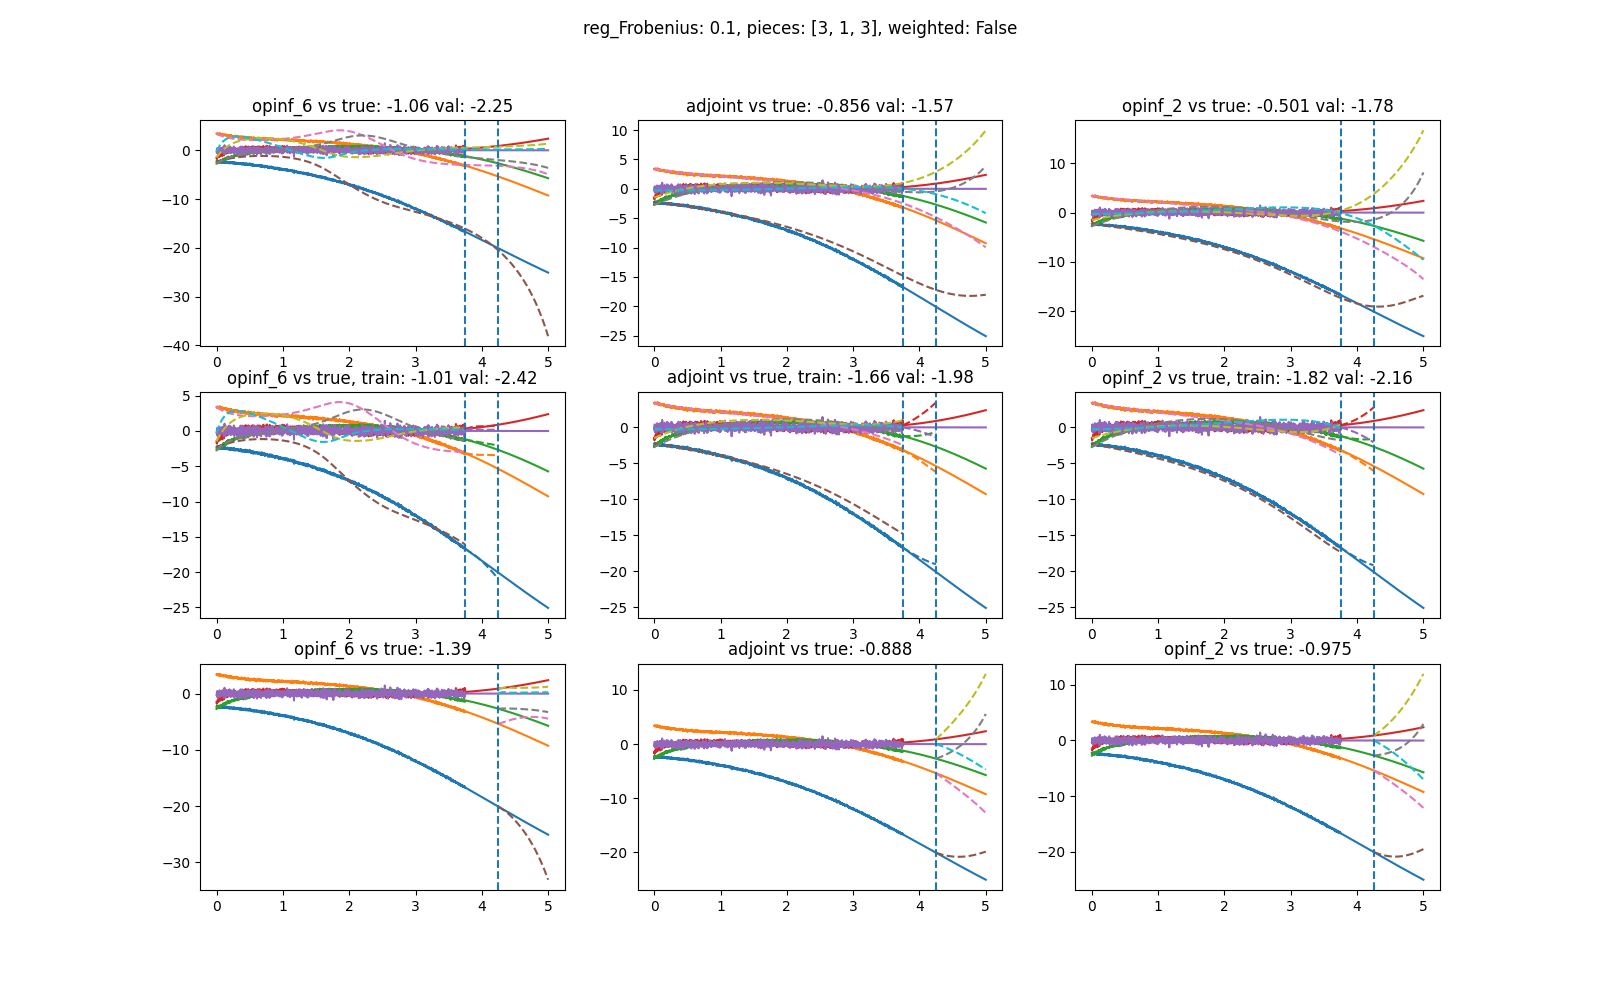 reg_Frobenius: 0.1, pieces: [3, 1, 3], weighted: False
opinf_6 vs true: -1.06 val: -2.25
adjoint vs true: -0.856 val: -1.57
opinf_2 vs true: -0.501 val: -1.78
0
−10
−20
−30
−40
0 1 2 3 4 5
10
5
0
−5
−10
−15
−20
−25
0 1 2 3 4 5
10
0
−10
−20
0 1 2 3 4 5
opinf_6 vs true, train: -1.01 val: -2.42
adjoint vs true, train: -1.66 val: -1.98
opinf_2 vs true, train: -1.82 val: -2.16
5
0
−5
−10
−15
−20
−25
0 1 2 3 4 5
0
−5
−10
−15
−20
−25
0 1 2 3 4 5
0
−5
−10
−15
−20
−25
0 1 2 3 4 5
opinf_6 vs true: -1.39
adjoint vs true: -0.888
opinf_2 vs true: -0.975
0
−10
−20
−30
0 1 2 3 4 5
10
0
−10
−20
0 1 2 3 4 5
10
0
−10
−20
0 1 2 3 4 5